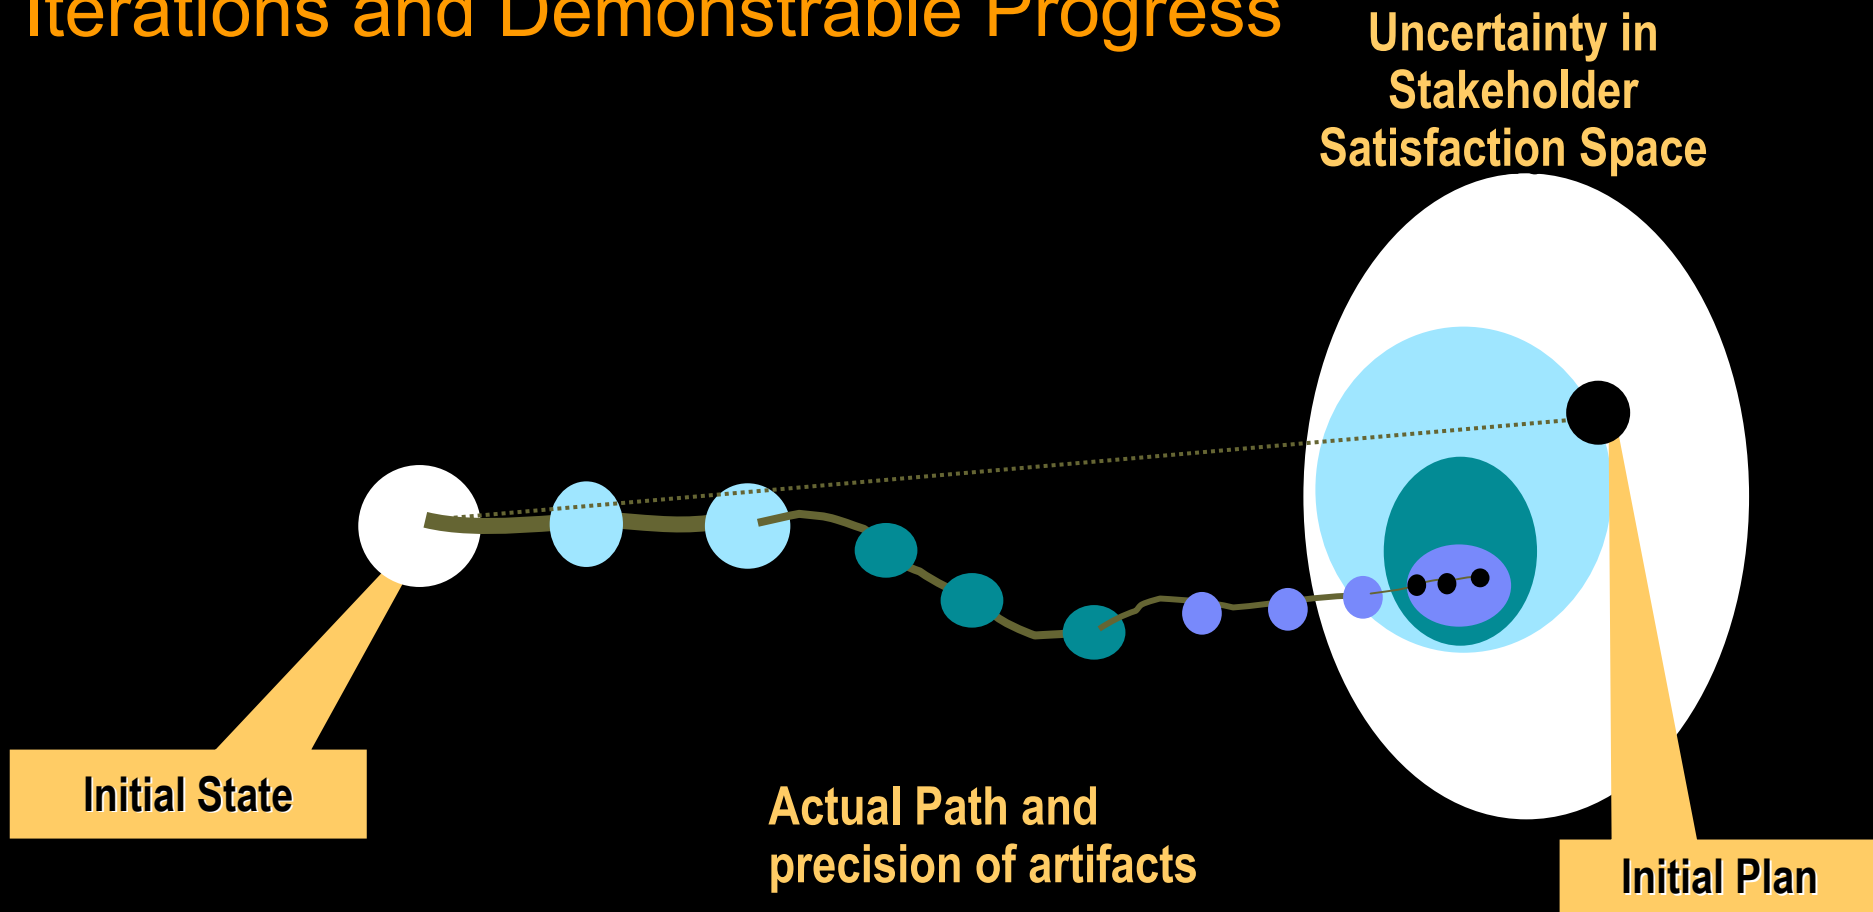 Iterations and Demonstrable Progress
Uncertainty in
Stakeholder
Satisfaction Space
Initial State
Actual Path and
precision of artifacts
Initial Plan